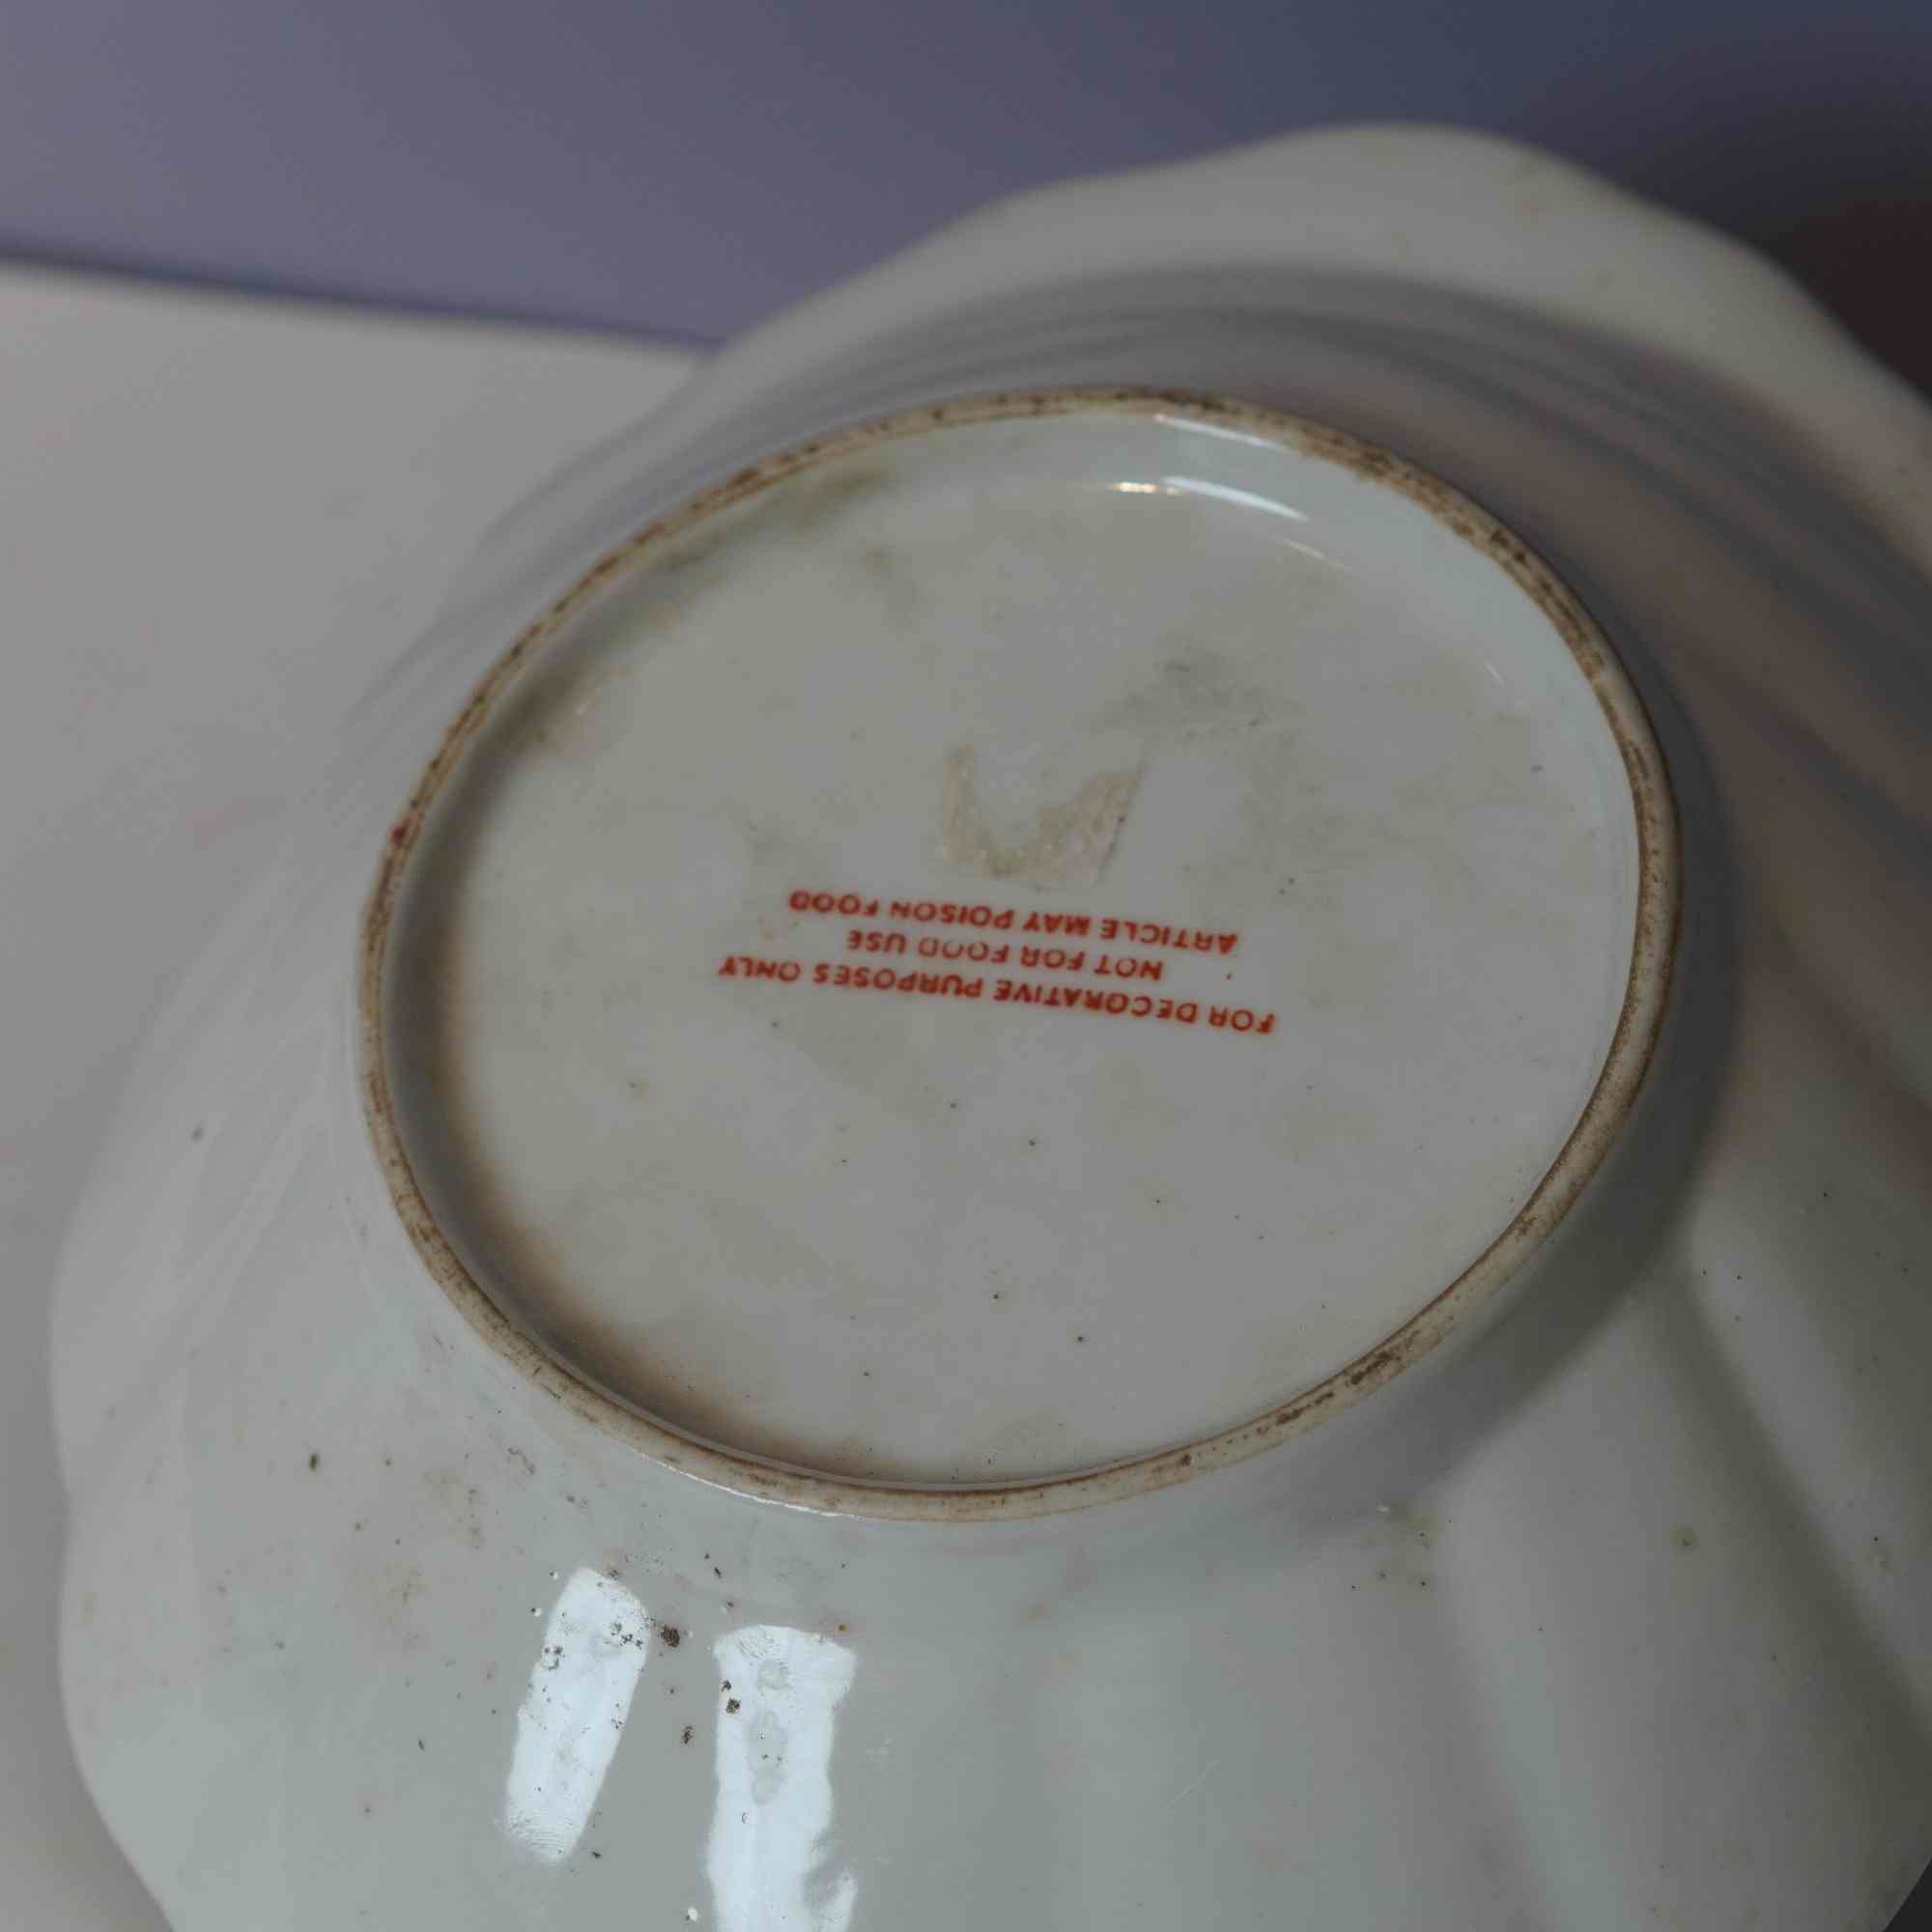 FOR DECORATIVE PURPOSES ONLY
NOT FOR FOOD USE
ARTICLE MAY POISON FOOD